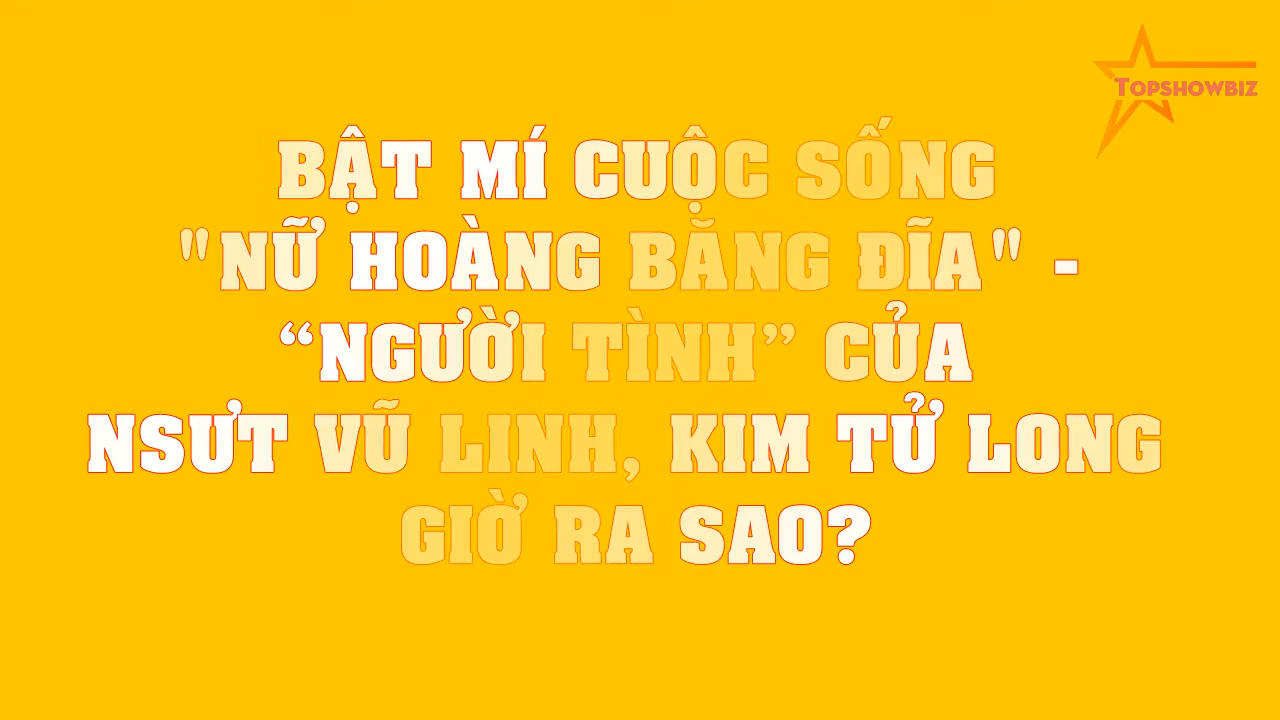 TOPSHOWBIZ
BẬT MÍ CUỘC SỐNG
"NỮ HOÀNG BĂNG ĐĨA" -
“NGƯỜI TÌNH” CỦA
NSƯT VŨ LINH, KIM TỬ LONG
GIỜ RA SAO?